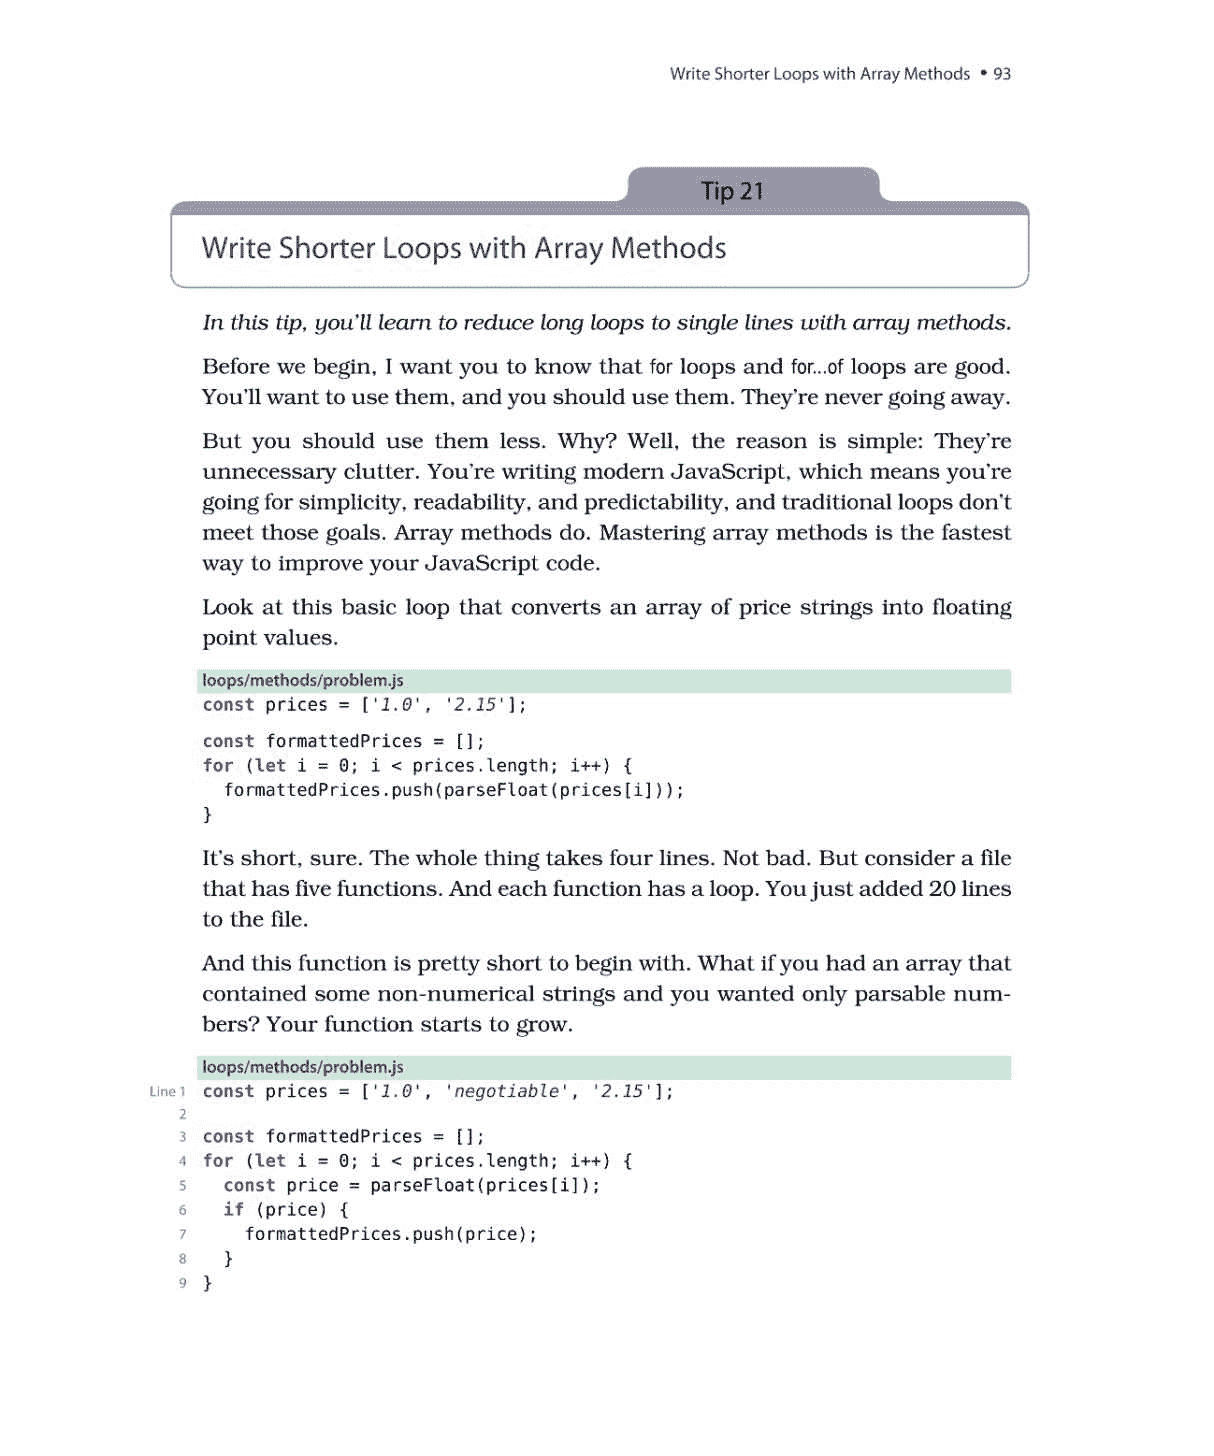 Write Shorter Loops with Array Methods • 93
Tip 21
Write Shorter Loops with Array Methods
In this tip, you'll learn to reduce long loops to single lines with array methods.
Before we begin, I want you to know that for loops and for...of loops are good.
You'll want to use them, and you should use them. They're never going away.
But you should use them less. Why? Well, the reason is simple: They're
unnecessary clutter. You're writing modern JavaScript, which means you're
going for simplicity, readability, and predictability, and traditional loops don't
meet those goals. Array methods do. Mastering array methods is the fastest
way to improve your JavaScript code.
Look at this basic loop that converts an array of price strings into floating
point values.
loops/methods/problem.js
const prices = ['1.0', '2.15'];
const formattedPrices = [];
for (let i = 0; i < prices.length; i++) {
  formattedPrices.push(parseFloat(prices[i]));
}
It's short, sure. The whole thing takes four lines. Not bad. But consider a file
that has five functions. And each function has a loop. You just added 20 lines
to the file.
And this function is pretty short to begin with. What if you had an array that
contained some non-numerical strings and you wanted only parsable num-
bers? Your function starts to grow.
loops/methods/problem.js
Line 1 const prices = ['1.0', 'negotiable', '2.15'];
2
3 const formattedPrices = [];
4 for (let i = 0; i < prices.length; i++) {
5   const price = parseFloat(prices[i]);
6   if (price) {
7     formattedPrices.push(price);
8   }
9 }